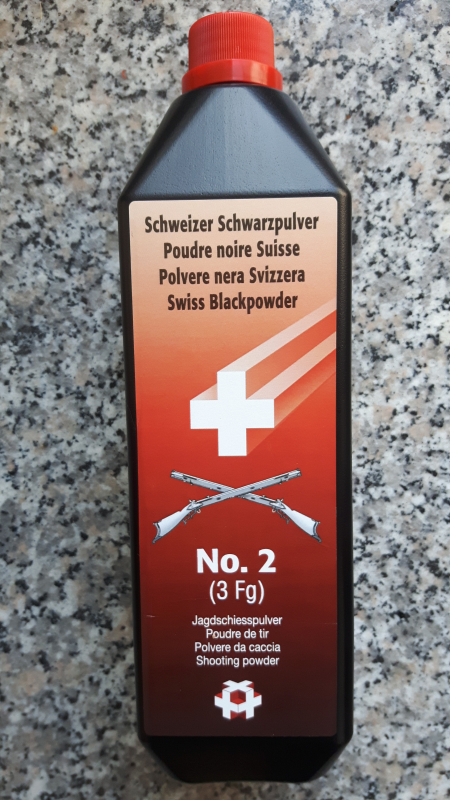 Schweizer Schwarzpulver
Poudre noire Suisse
Polvere nera Svizzera
Swiss Blackpowder
No. 2
(3 Fg)
Jagdschiesspulver
Poudre de tir
Polvere da caccia
Shooting powder